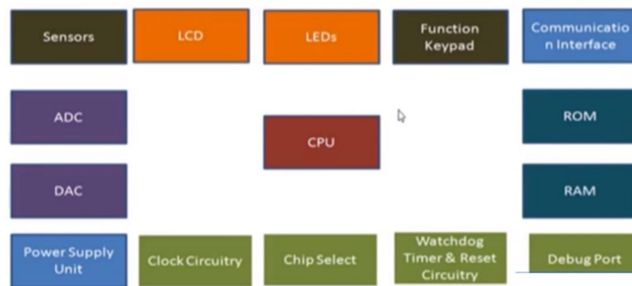 Sensors
LCD
LEDs
Function
Keypad
Communicatio
n Interface
ADC
CPU
ROM
DAC
RAM
Power Supply
Unit
Clock Circuitry
Chip Select
Watchdog
Timer & Reset
Circuitry
Debug Port